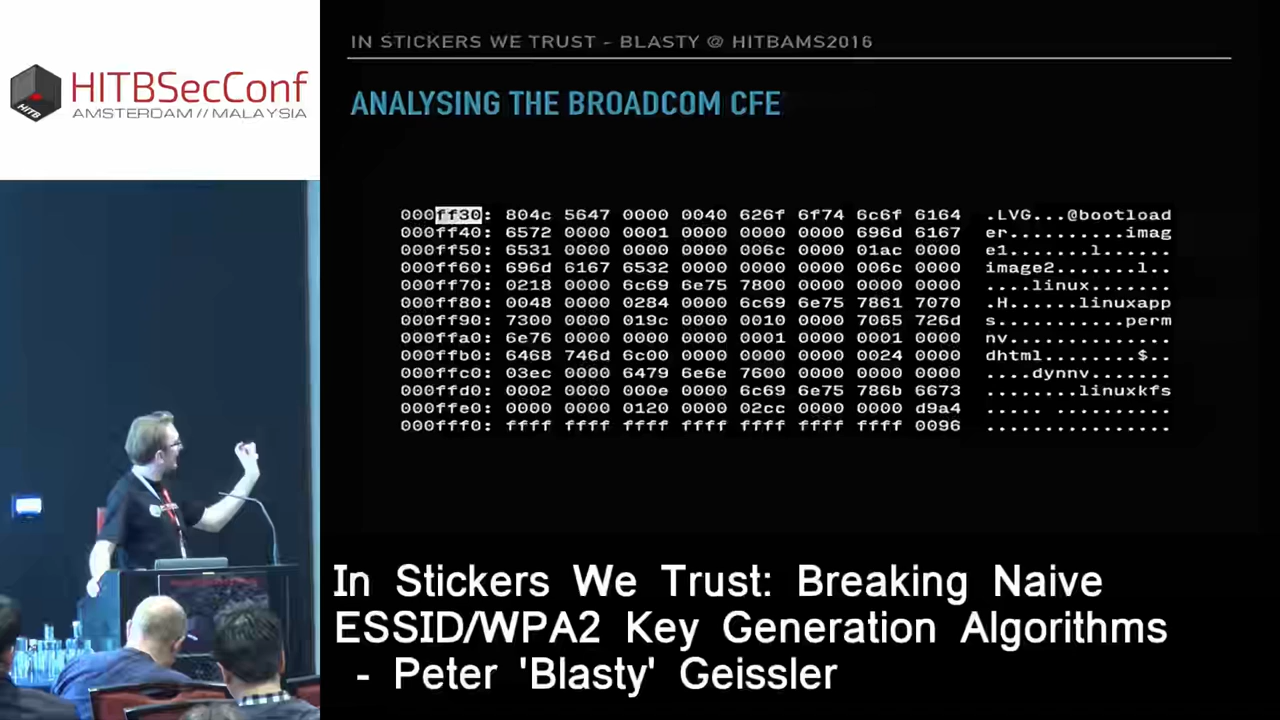 HITBSecConf
AMSTERDAM // MALAYSIA
HITB
IN STICKERS WE TRUST - BLASTY @ HITBAMS2016
ANALYSING THE BROADCOM CFE
000ff30: 804c 5647 0000 0040 626f 6f74 6c6f 6164 .LVG...@bootload
000ff40: 6572 0000 0001 0000 0000 0000 696d 6167 er..........imag
000ff50: 6531 0000 0000 0000 006c 0000 01ac 0000 e1.......l......
000ff60: 696d 6167 6532 0000 0000 0000 006c 0000 image2.......l..
000ff70: 0218 0000 6c69 6e75 7800 0000 0000 0000 ....linux.......
000ff80: 0048 0000 0284 0000 6c69 6e75 7861 7070 .H......linuxapp
000ff90: 7300 0000 019c 0000 0010 0000 7065 726d s...........perm
000ffa0: 6e76 0000 0000 0000 0001 0000 0001 0000 nv..............
000ffb0: 6468 746d 6c00 0000 0000 0000 0024 0000 dhtml........$..
000ffc0: 03ec 0000 6479 6e6e 7600 0000 0000 0000 ....dynnv.......
000ffd0: 0002 0000 000e 0000 6c69 6e75 786b 6673 ........linuxkfs
000ffe0: 0000 0000 0120 0000 02cc 0000 0000 d9a4 ..... ..........
000fff0: ffff ffff ffff ffff ffff ffff ffff 0096 ................
In Stickers We Trust: Breaking Naive
ESSID/WPA2 Key Generation Algorithms
- Peter 'Blasty' Geissler